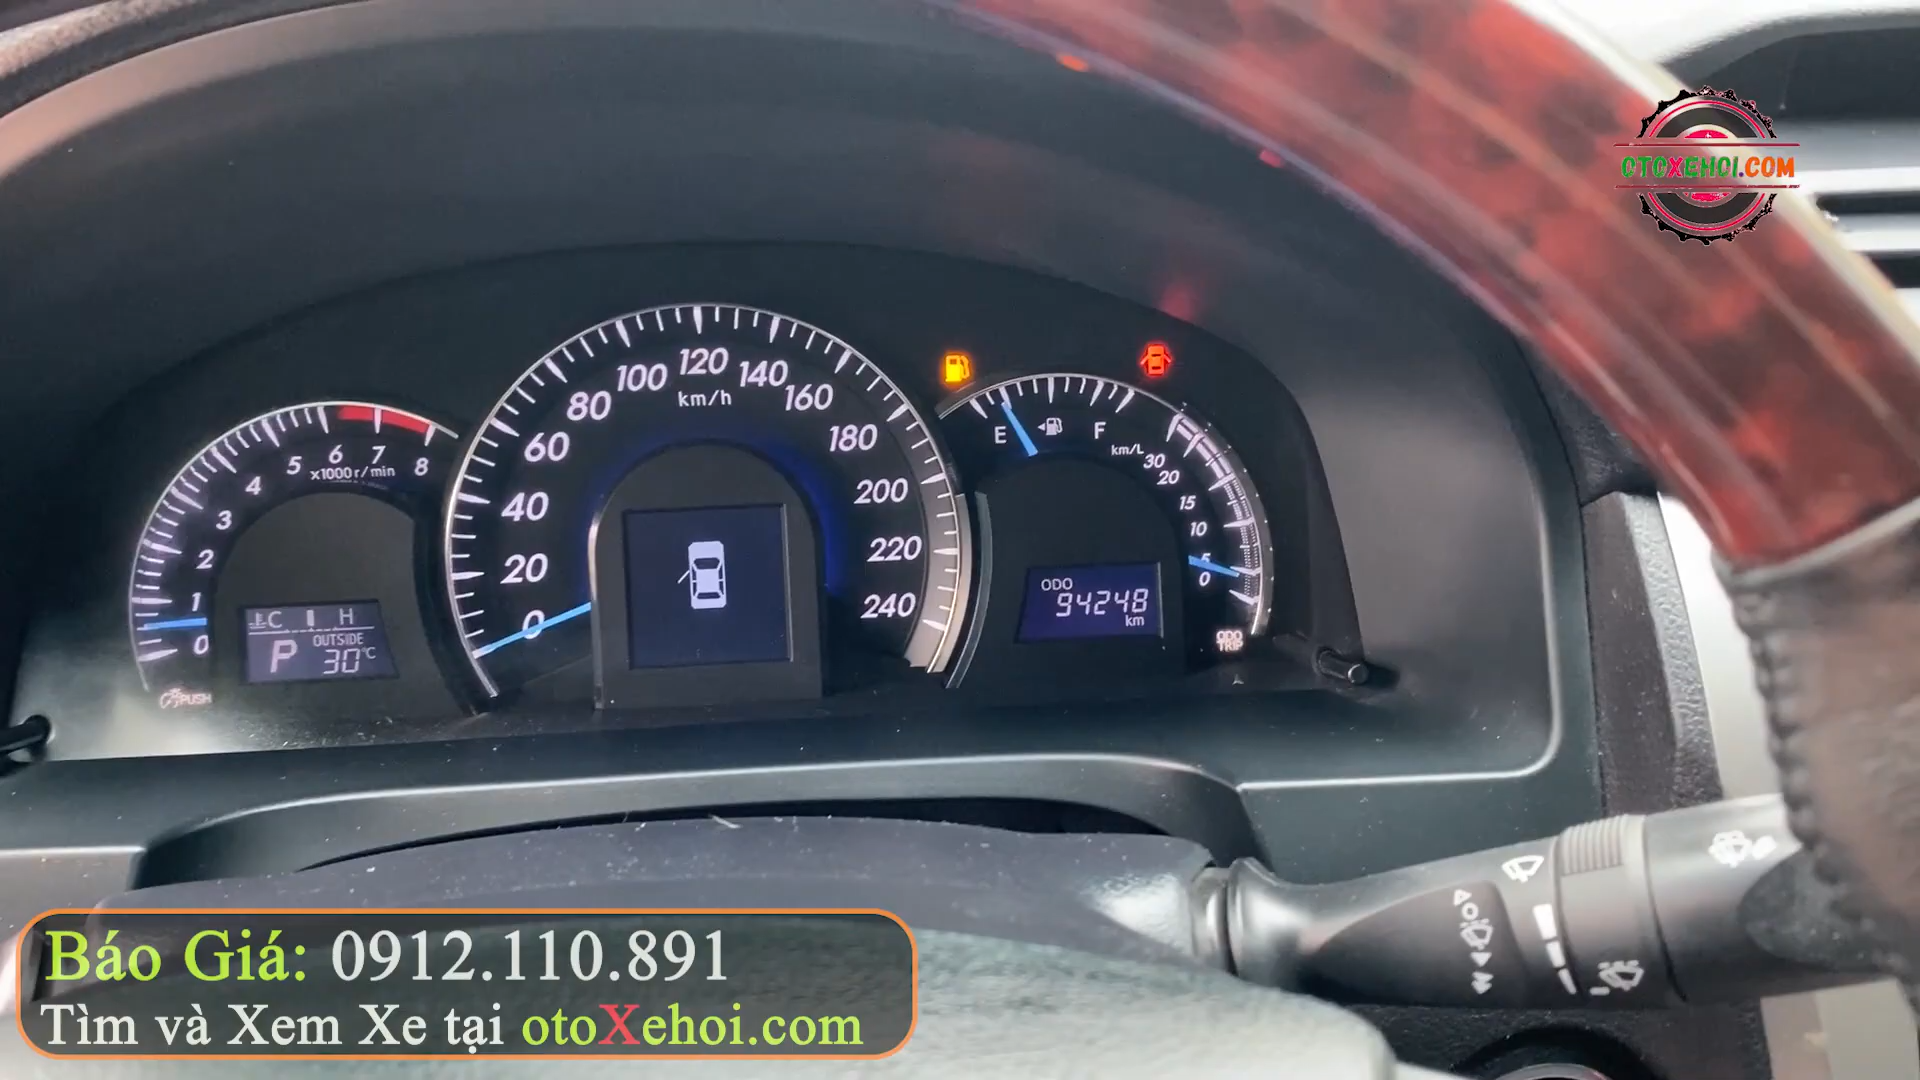 OTOXEHOI.COM
0
1
2
3
4
5
6
7
8
x1000r/min
C H
OUTSIDE
P 30°C
PUSH
0
20
40
60
80
100
120
140
160
180
200
220
240
km/h
E F
km/L
30
20
15
10
5
0
ODO
94248
km
ODO
TRIP
Báo Giá: 0912.110.891
Tìm và Xem Xe tại otoXehoi.com